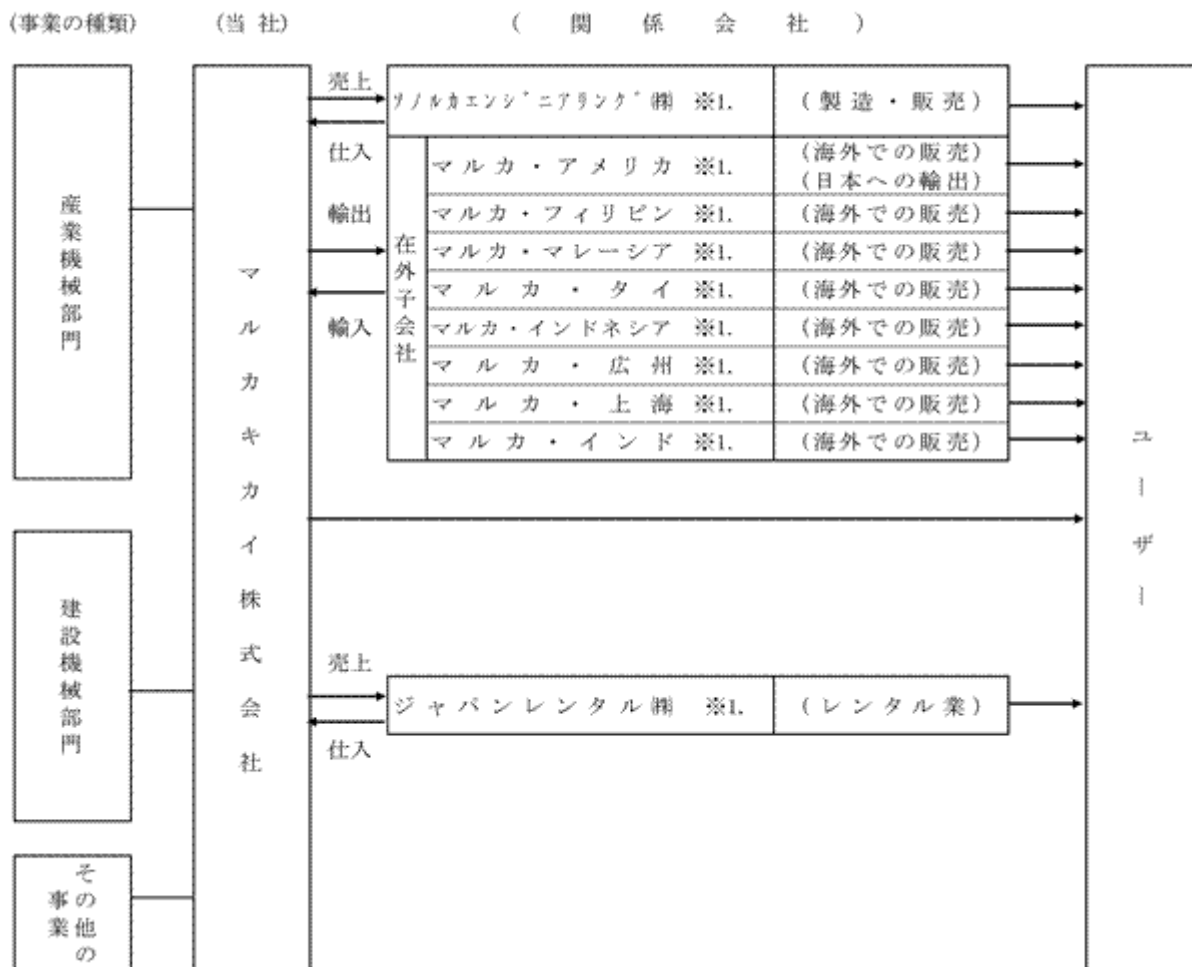 (事業の種類) (当 社) ( 関 係 会 社 )
産業機械部門
建設機械部門
その他の
事業
マルカキカイ株式会社
売上
仕入
輸出
輸入
ソノルカエンジニアリング㈱ ※1. (製造・販売)
在外子会社
マルカ・アメリカ ※1. (海外での販売)
(日本への輸出)
マルカ・フィリピン ※1. (海外での販売)
マルカ・マレーシア ※1. (海外での販売)
マルカ・タイ ※1. (海外での販売)
マルカ・インドネシア ※1. (海外での販売)
マルカ・広州 ※1. (海外での販売)
マルカ・上海 ※1. (海外での販売)
マルカ・インド ※1. (海外での販売)
売上
仕入
ジャパンレンタル㈱ ※1. (レンタル業)
ユーザー